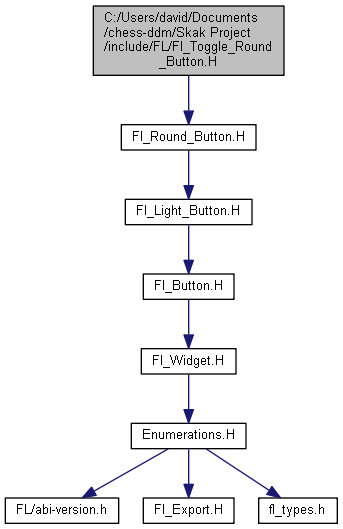 C:/Users/david/Documents
/chess-ddm/Skak Project
/include/FL/Fl_Toggle_Round
_Button.H
Fl_Round_Button.H
Fl_Light_Button.H
Fl_Button.H
Fl_Widget.H
Enumerations.H
FL/abi-version.h
Fl_Export.H
fl_types.h